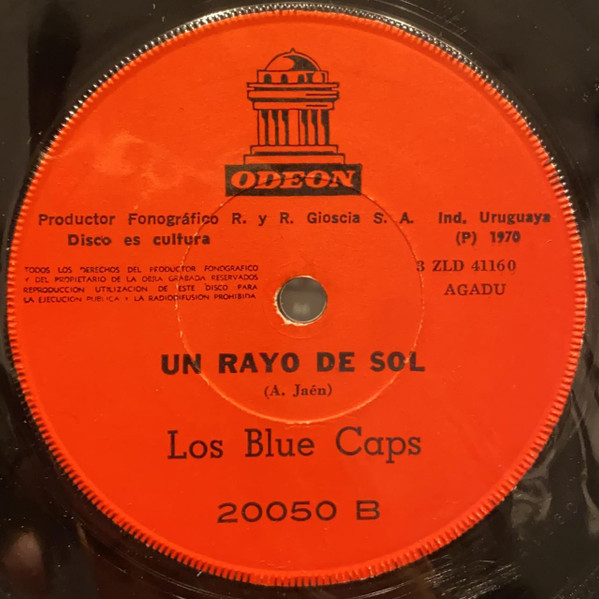 ODEON
Productor Fonográfico R. y R. Gioscia S. A. Ind. Uruguaya
Disco es cultura (P) 1970
TODOS LOS DERECHOS DEL PRODUCTOR FONOGRAFICO
Y DEL PROPIETARIO DE LA OBRA GRABADA RESERVADOS
REPRODUCCION UTILIZACION DE ESTE DISCO PARA
LA EJECUCION PUBLICA Y LA RADIODIFUSION PROHIBIDA
3 ZLD 41160
AGADU
UN RAYO DE SOL
(A. Jaén)
Los Blue Caps
20050 B